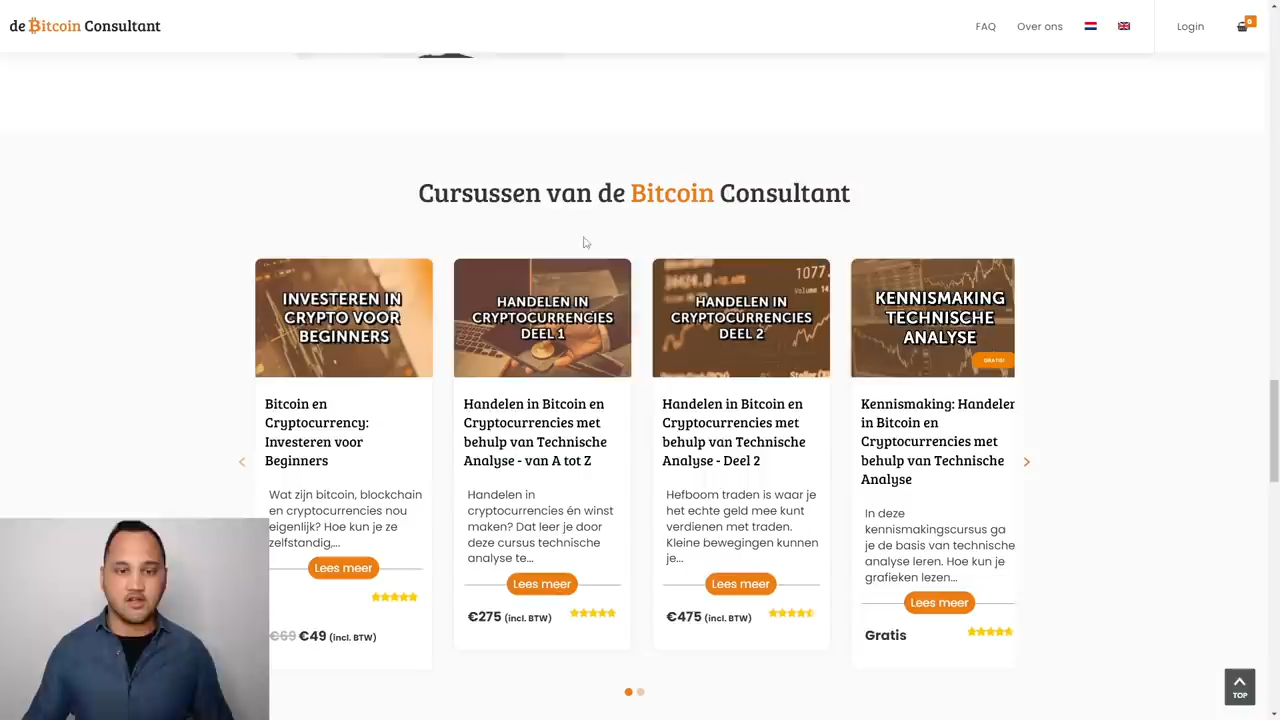 de Bitcoin Consultant
FAQ
Over ons
Login
0
Cursussen van de Bitcoin Consultant
INVESTEREN IN
CRYPTO VOOR
BEGINNERS
Bitcoin en
Cryptocurrency:
Investeren voor
Beginners
Wat zijn bitcoin, blockchain
en cryptocurrencies nou
eigenlijk? Hoe kun je ze
zelfstandig,...
Lees meer
€69 €49 (incl. BTW)
HANDELEN IN
CRYPTOCURRENCIES
DEEL 1
Handelen in Bitcoin en
Cryptocurrencies met
behulp van Technische
Analyse - van A tot Z
Handelen in
cryptocurrencies én winst
maken? Dat leer je door
deze cursus technische
analyse te...
Lees meer
€275 (incl. BTW)
1077.
Volume 14
HANDELEN IN
CRYPTOCURRENCIES
DEEL 2
Handelen in Bitcoin en
Cryptocurrencies met
behulp van Technische
Analyse - Deel 2
Hefboom traden is waar je
het echte geld mee kunt
verdienen met traden.
Kleine bewegingen kunnen
je...
Lees meer
€475 (incl. BTW)
KENNISMAKING
TECHNISCHE
ANALYSE
GRATIS!
Kennismaking: Handelen
in Bitcoin en
Cryptocurrencies met
behulp van Technische
Analyse
In deze
kennismakingscursus ga
je de basis van technische
analyse leren. Hoe kun je
grafieken lezen...
Lees meer
Gratis
TOP